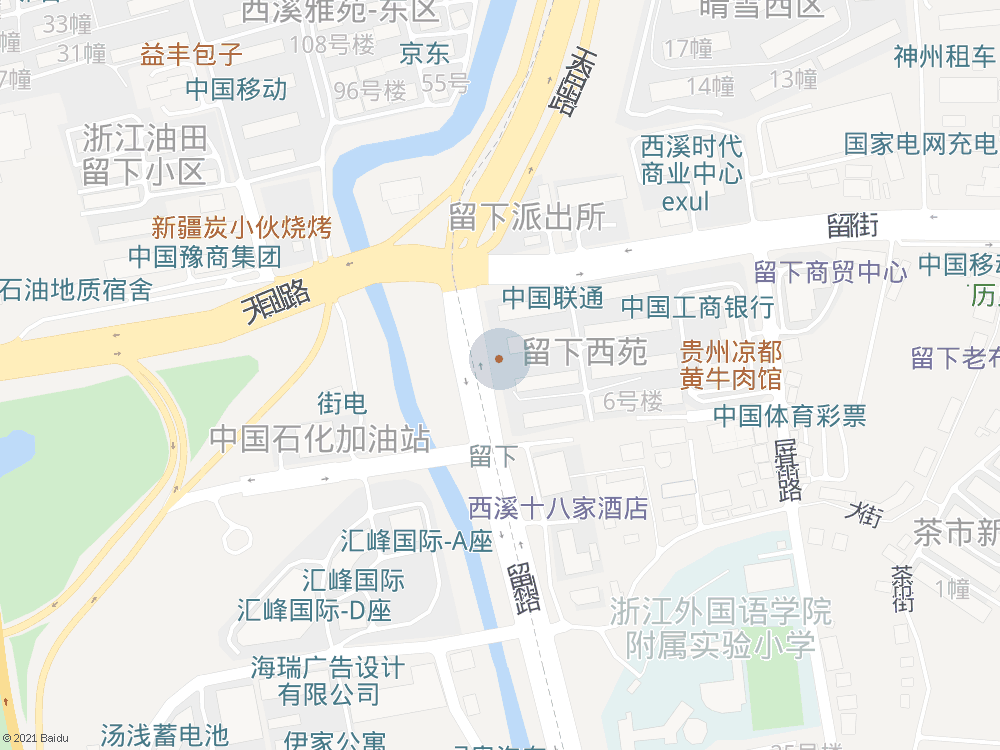 西溪雅苑-东区
晴雪西区
33幢
31幢
益丰包子
108号楼
京东
17幢
神州租车
中国移动
96号楼
55号
14幢
13幢
天目山路
浙江油田
留下小区
西溪时代
商业中心
exul
国家电网充电
新疆炭小伙烧烤
留下派出所
留下街
中国豫商集团
石油地质宿舍
天目山路
中国联通
中国工商银行
留下商贸中心
中国移动
留下西苑
贵州凉都
黄牛肉馆
留下老布
街电
6号楼
中国体育彩票
中国石化加油站
留下
屏基路
西溪十八家酒店
大街
茶市新
汇峰国际-A座
汇峰国际
留和路
茶市街
1幢
汇峰国际-D座
浙江外国语学院
附属实验小学
海瑞广告设计
有限公司
汤浅蓄电池
伊家公寓
© 2021 Baidu